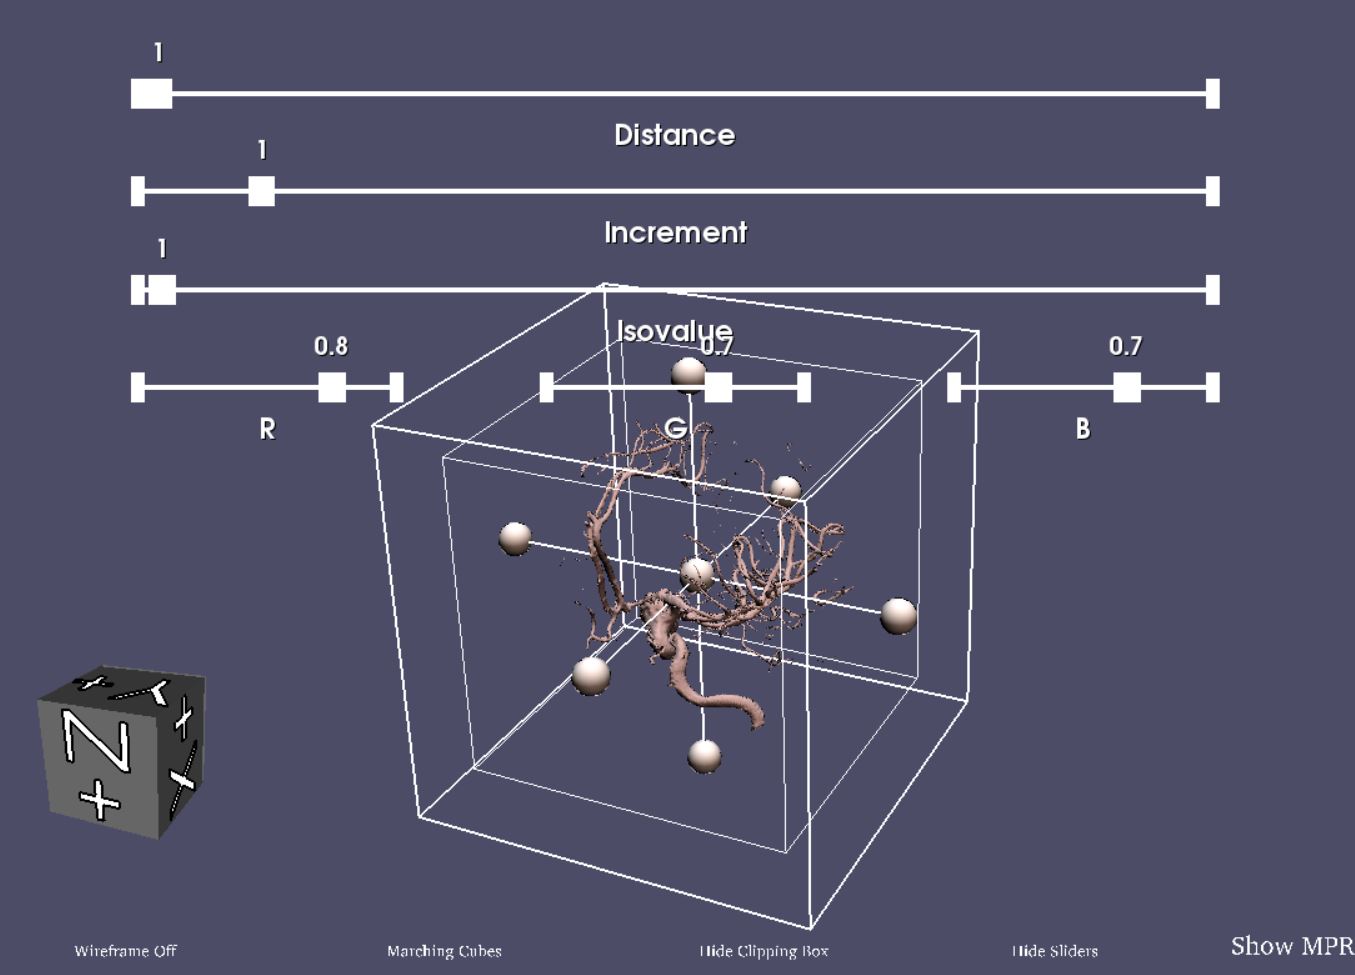 1
Distance
1
Increment
1
Isovalue
0.8 0.7 0.7
R G B
+Y
+X
Z
+
Wireframe Off Marching Cubes Hide Clipping Box Hide Sliders Show MPR